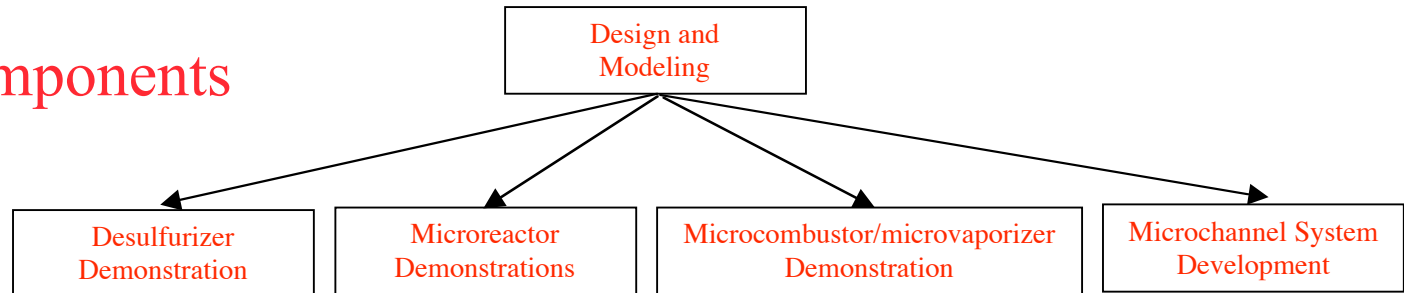 mponents
Design and
Modeling
Desulfurizer
Demonstration
Microreactor
Demonstrations
Microcombustor/microvaporizer
Demonstration
Microchannel System
Development